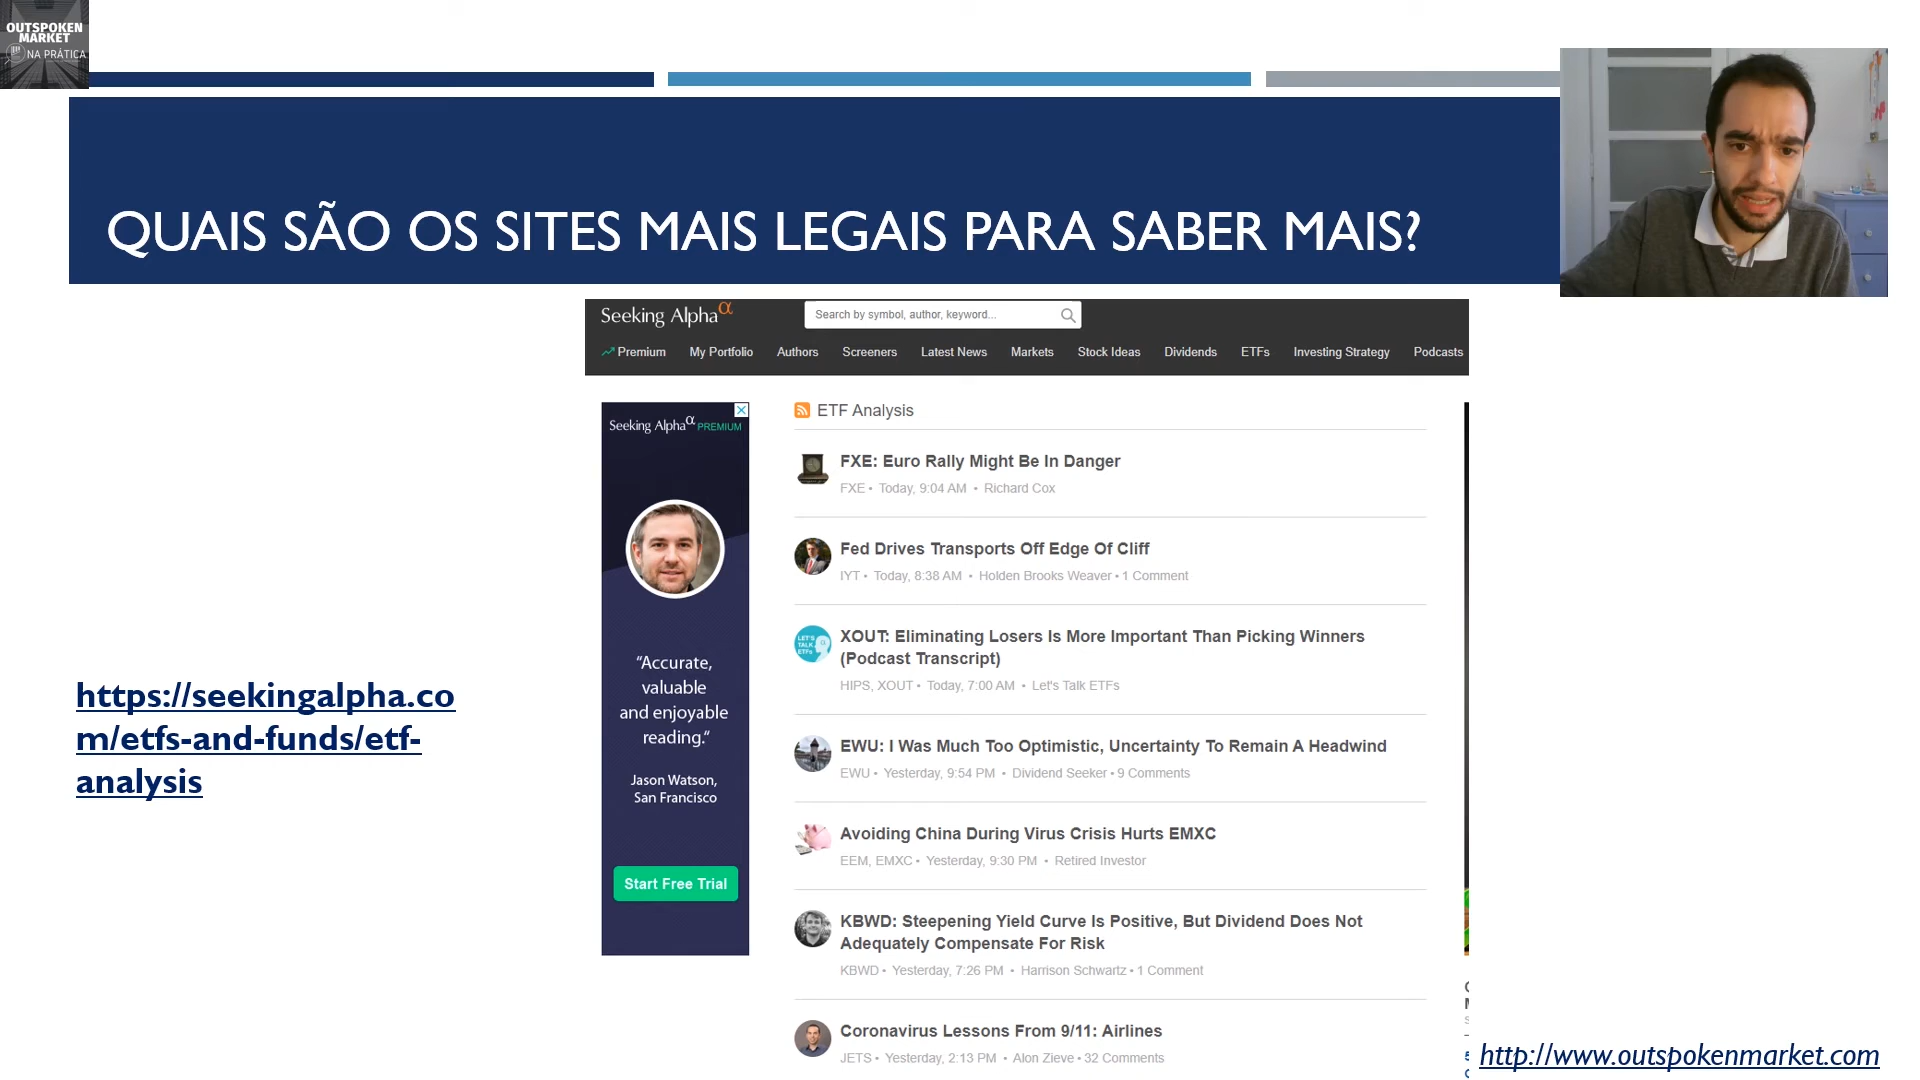 OUTSPOKEN
MARKET
NA PRÁTICA
QUAIS SÃO OS SITES MAIS LEGAIS PARA SABER MAIS?
Seeking Alphaα
Search by symbol, author, keyword...
Premium My Portfolio Authors Screeners Latest News Markets Stock Ideas Dividends ETFs Investing Strategy Podcasts
Seeking Alphaα PREMIUM
“Accurate,
valuable
and enjoyable
reading.“
Jason Watson,
San Francisco
Start Free Trial
ETF Analysis
FXE: Euro Rally Might Be In Danger
FXE • Today, 9:04 AM • Richard Cox
Fed Drives Transports Off Edge Of Cliff
IYT • Today, 8:38 AM • Holden Brooks Weaver • 1 Comment
LET'S
TALK
ETFs
XOUT: Eliminating Losers Is More Important Than Picking Winners
(Podcast Transcript)
HIPS, XOUT • Today, 7:00 AM • Let's Talk ETFs
EWU: I Was Much Too Optimistic, Uncertainty To Remain A Headwind
EWU • Yesterday, 9:54 PM • Dividend Seeker • 9 Comments
Avoiding China During Virus Crisis Hurts EMXC
EEM, EMXC • Yesterday, 9:30 PM • Retired Investor
KBWD: Steepening Yield Curve Is Positive, But Dividend Does Not
Adequately Compensate For Risk
KBWD • Yesterday, 7:26 PM • Harrison Schwartz • 1 Comment
Coronavirus Lessons From 9/11: Airlines
JETS • Yesterday, 2:13 PM • Alon Zieve • 32 Comments
https://seekingalpha.co
m/etfs-and-funds/etf-
analysis
http://www.outspokenmarket.com